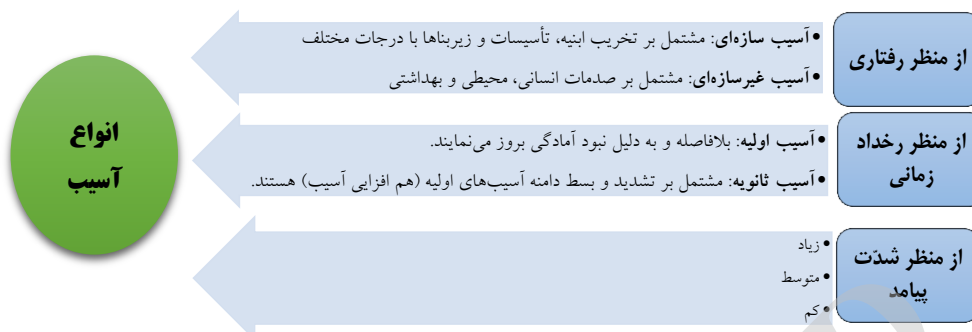 از منظر رفتاری
•آسیب سازه‌ای: مشتمل بر تخریب ابنیه، تأسیسات و زیربناها با درجات مختلف
•آسیب غیرسازه‌ای: مشتمل بر صدمات انسانی، محیطی و بهداشتی
از منظر رخداد
زمانی
•آسیب اولیه: بلافاصله و به دلیل نبود آمادگی بروز می‌نمایند.
•آسیب ثانویه: مشتمل بر تشدید و بسط دامنه آسیب‌های اولیه (هم افزایی آسیب) هستند.
از منظر شدّت
پیامد
•زیاد
•متوسط
•کم
انواع
آسیب